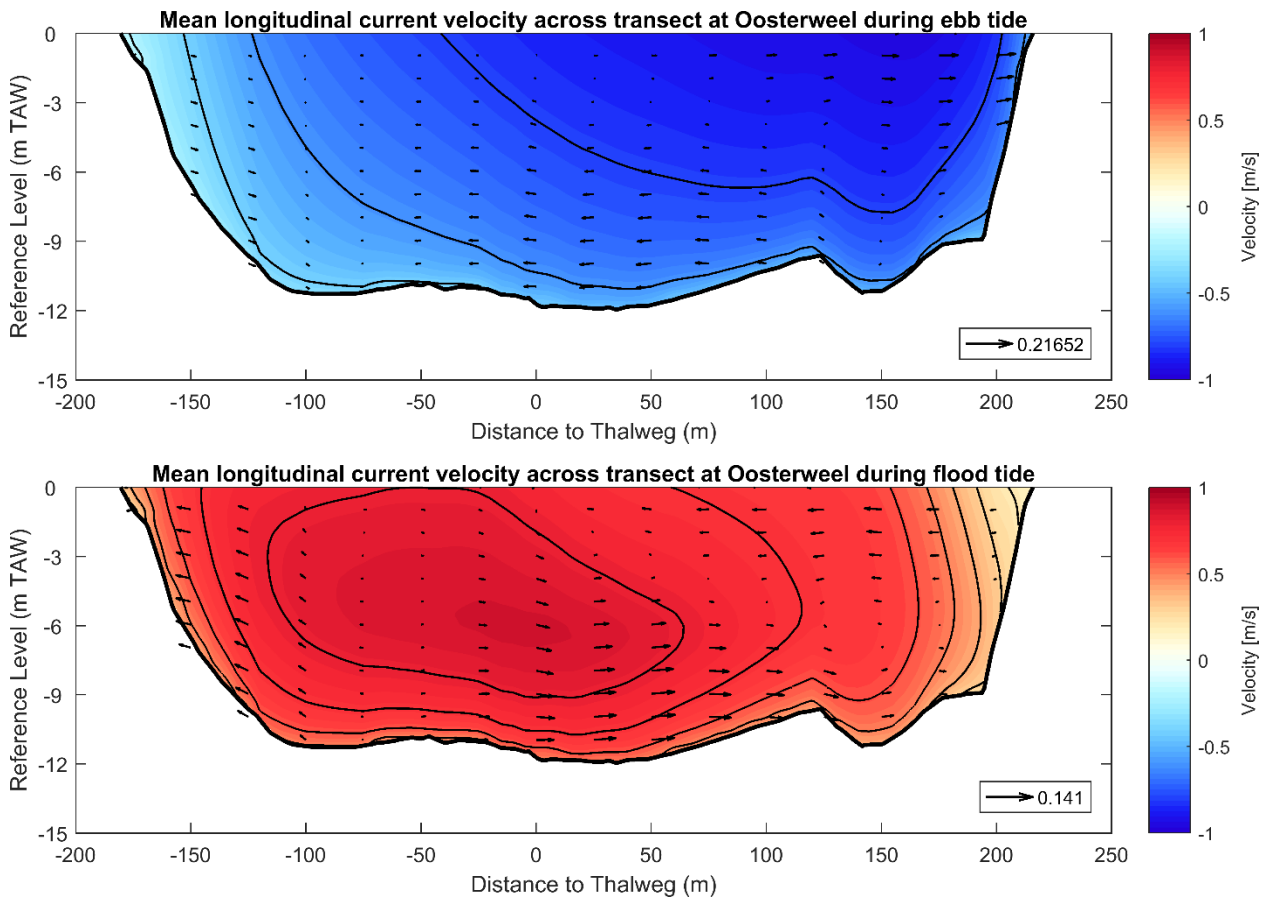 Mean longitudinal current velocity across transect at Oosterweel during ebb tide
0
-3
-6
-9
-12
-15
Reference Level (m TAW)
-200 -150 -100 -50 0 50 100 150 200 250
Distance to Thalweg (m)
0.21652
1
0.5
0
-0.5
-1
Velocity [m/s]
Mean longitudinal current velocity across transect at Oosterweel during flood tide
0
-3
-6
-9
-12
-15
Reference Level (m TAW)
-200 -150 -100 -50 0 50 100 150 200 250
Distance to Thalweg (m)
0.141
1
0.5
0
-0.5
-1
Velocity [m/s]